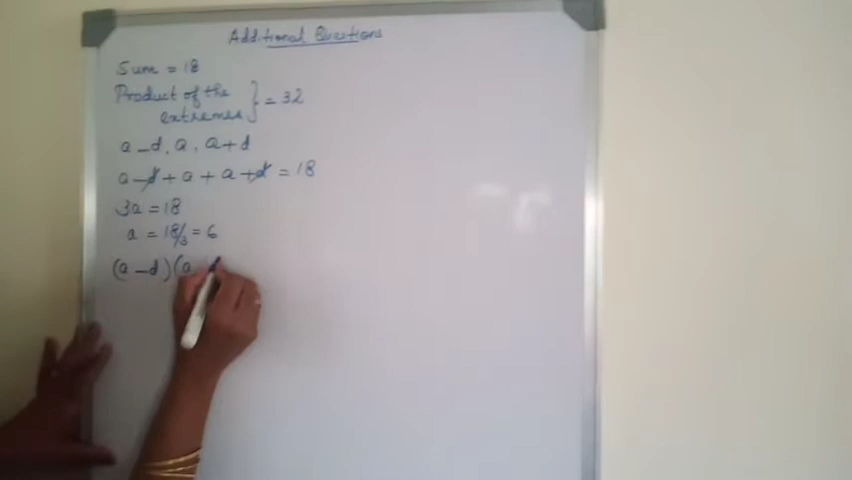 Additional Questions
Sum = 18
Product of the
extremes } = 32
a - d, a, a + d
a - d + a + a + d = 18
3a = 18
a = 18/3 = 6
(a - d)(a